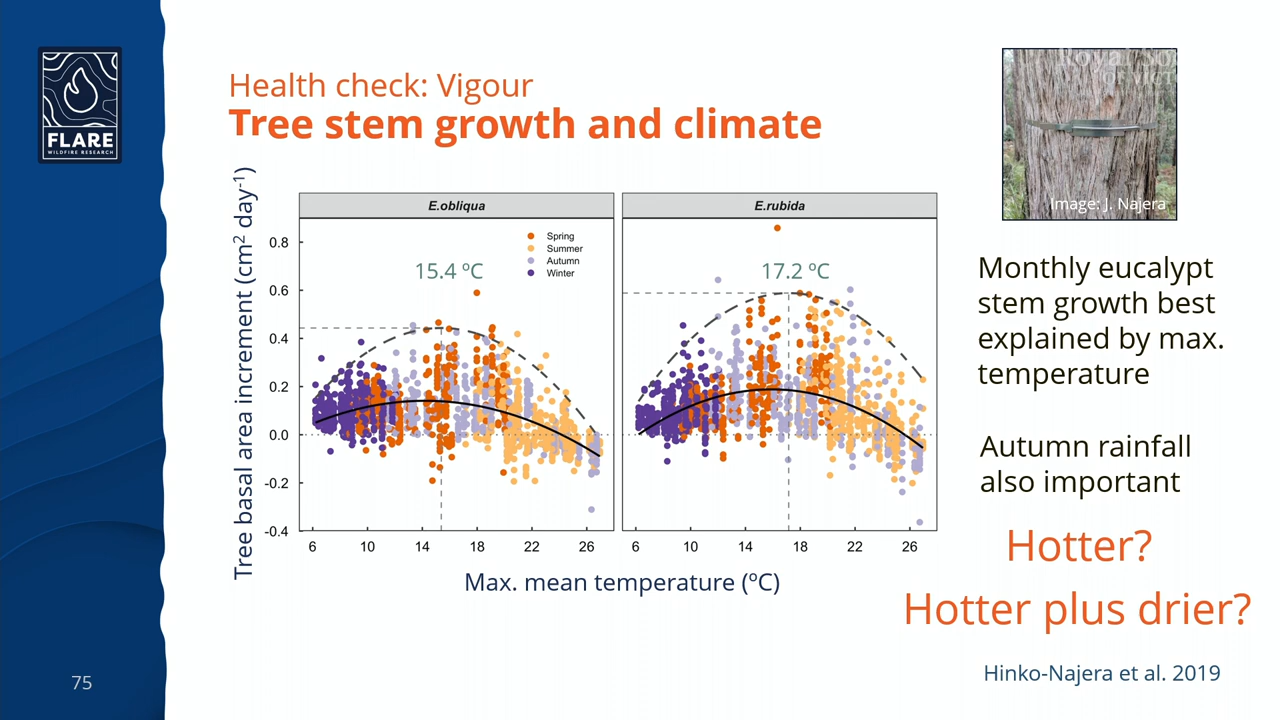 FLARE
WILDFIRE RESEARCH
Health check: Vigour
Tree stem growth and climate
Tree basal area increment (cm² day⁻¹)
E.obliqua
E.rubida
Spring
Summer
Autumn
Winter
15.4 ºC
17.2 ºC
0.8
0.6
0.4
0.2
0.0
-0.2
-0.4
6 10 14 18 22 26
6 10 14 18 22 26
Max. mean temperature (ºC)
Image: J. Najera
Monthly eucalypt
stem growth best
explained by max.
temperature
Autumn rainfall
also important
Hotter?
Hotter plus drier?
Hinko-Najera et al. 2019
75